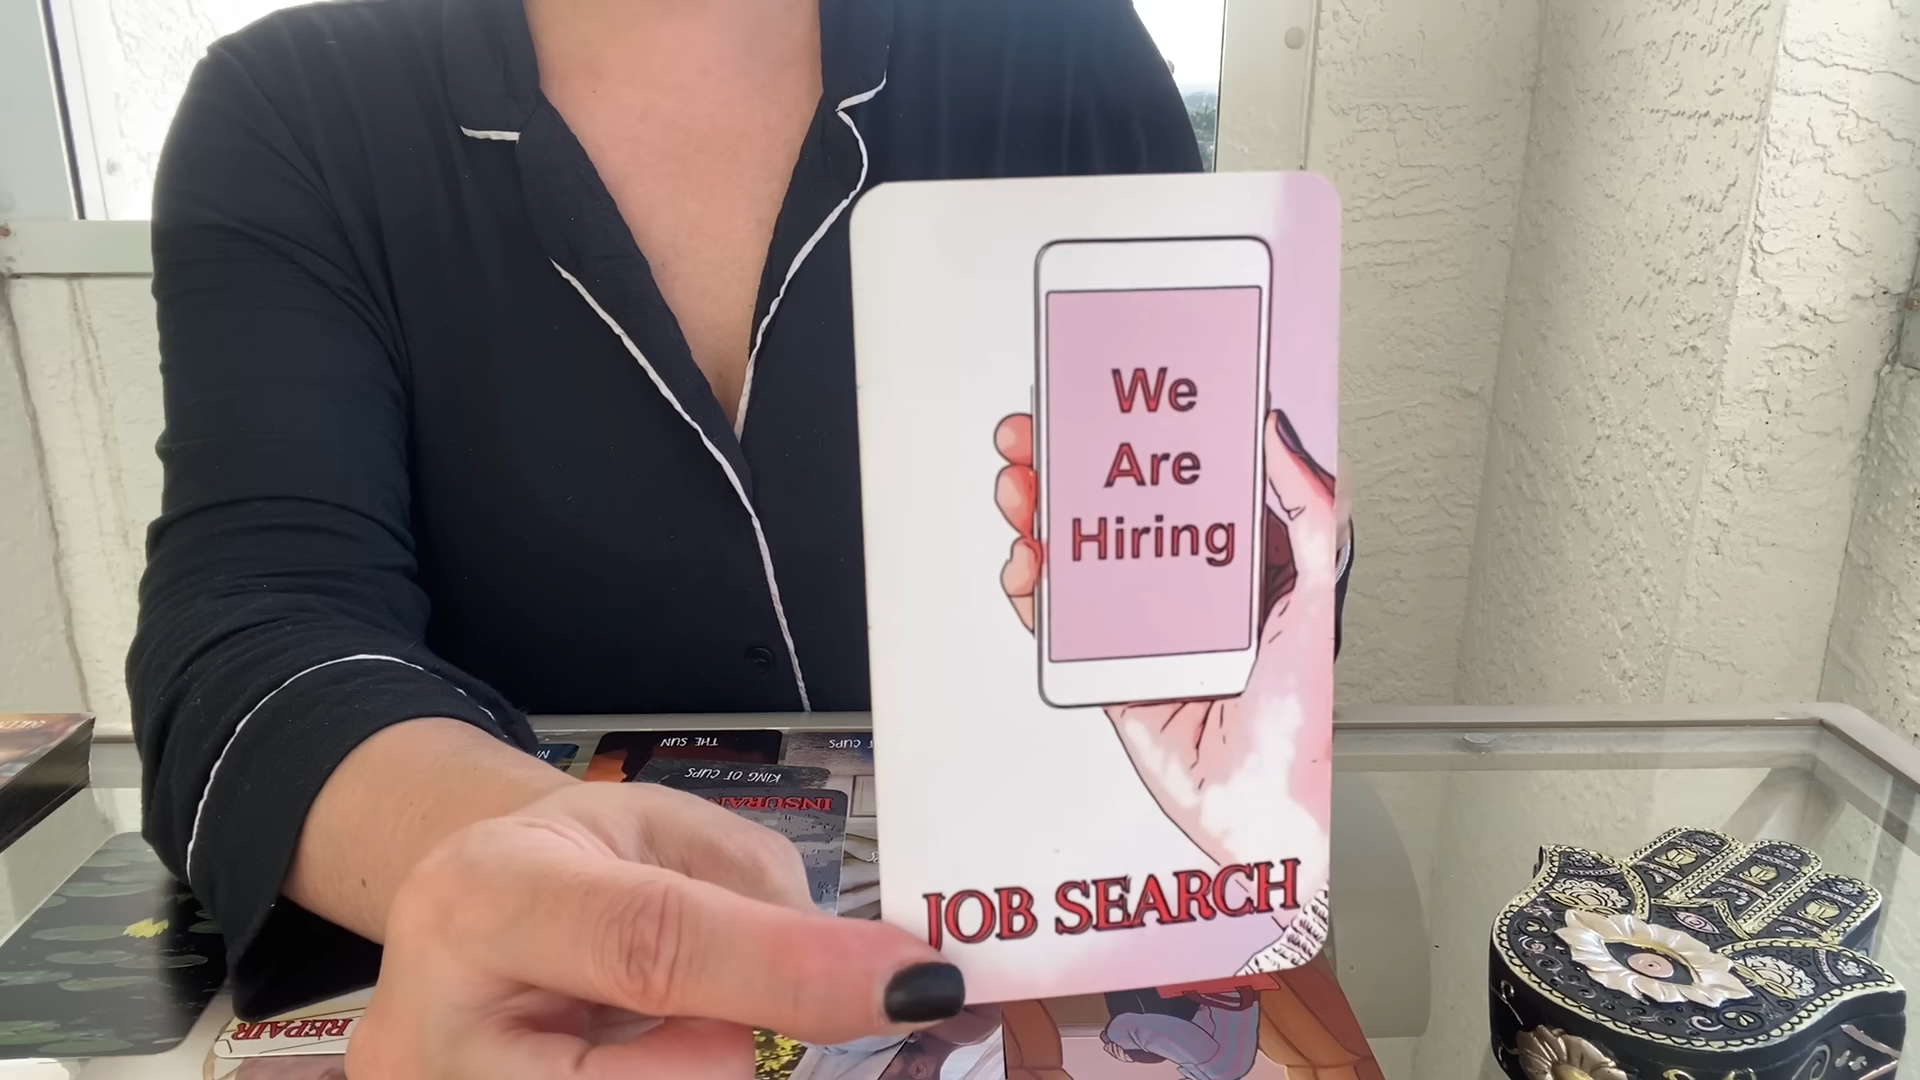 We
Are
Hiring
JOB SEARCH
THE SUN
KING OF CUPS
REPAIR